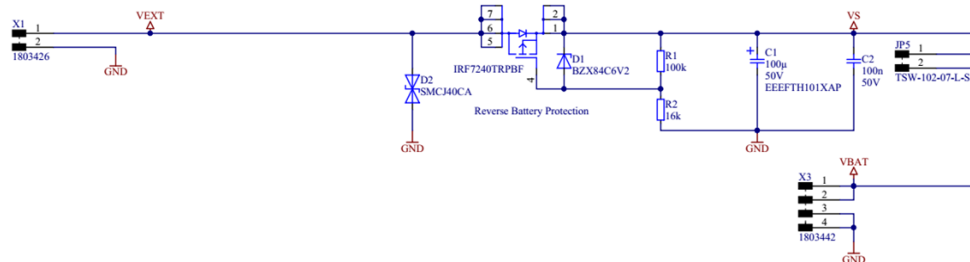 X1
1
2
1803426
VEXT
GND
D2
SMCJ40CA
GND
7
6
5
2
1
4
IRF7240TRPBF
D1
BZX84C6V2
Reverse Battery Protection
R1
100k
R2
16k
+
C1
100µ
50V
EEEFTH101XAP
GND
VS
C2
100n
50V
JP5
1
2
TSW-102-07-L-S
VBAT
X3
1
2
3
4
1803442
GND